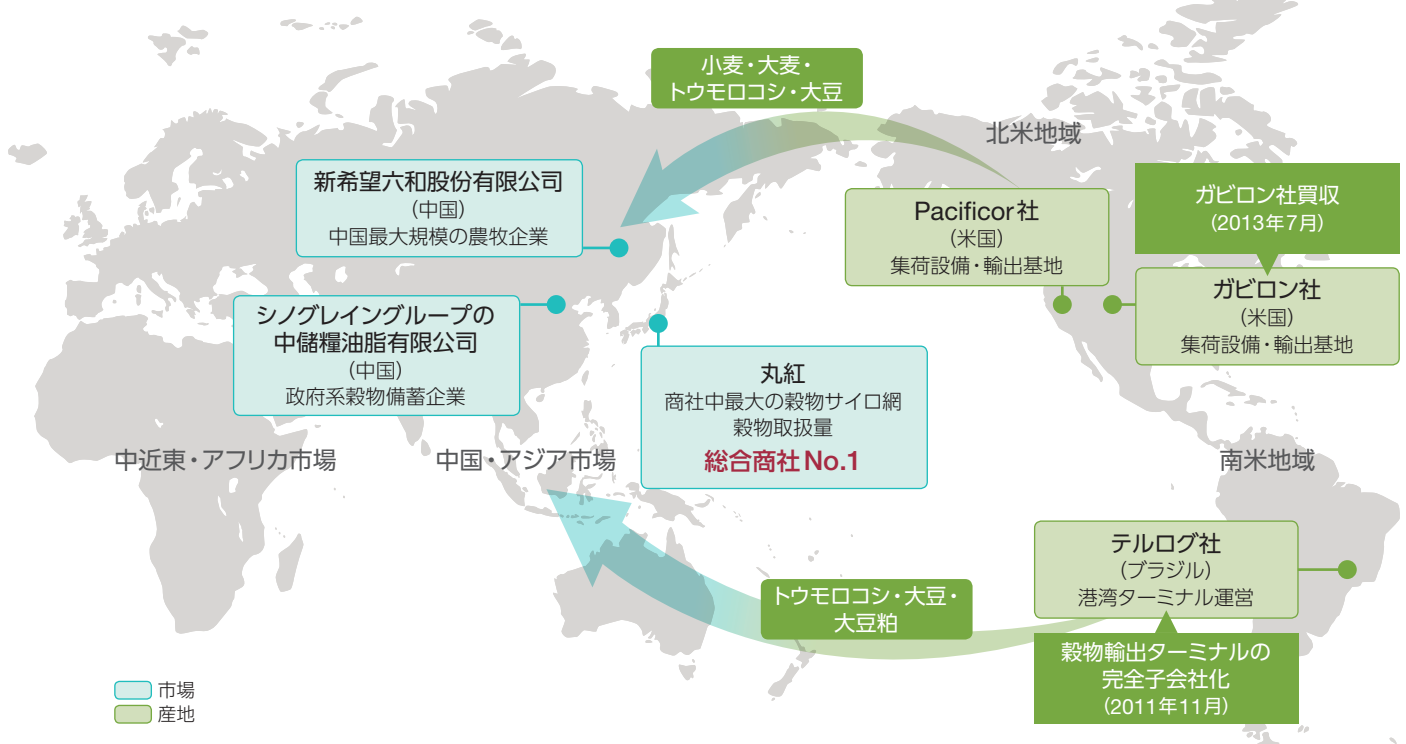 小麦・大麦・
トウモロコシ・大豆
北米地域
新希望六和股份有限公司
（中国）
中国最大規模の農牧企業
Pacificor社
（米国）
集荷設備・輸出基地
ガビロン社買収
（2013年7月）
ガビロン社
（米国）
集荷設備・輸出基地
シノグレイングループの
中儲糧油脂有限公司
（中国）
政府系穀物備蓄企業
丸紅
商社中最大の穀物サイロ網
穀物取扱量
総合商社No.1
中近東・アフリカ市場
中国・アジア市場
南米地域
テルログ社
（ブラジル）
港湾ターミナル運営
トウモロコシ・大豆・
大豆粕
穀物輸出ターミナルの
完全子会社化
（2011年11月）
市場
産地